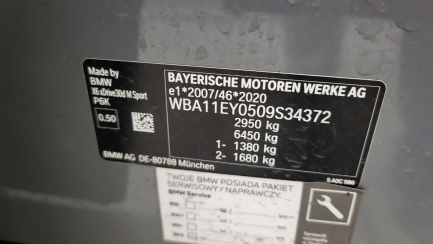 Made by
BMW
X6 xDrive30d M Sport
P6K
0.50
BAYERISCHE MOTOREN WERKE AG
e1*2007/46*2020
WBA11EY0509S34372
2950 kg
6450 kg
1- 1380 kg
2- 1680 kg
BMW AG DE-80788 München
TWOJE BMW POSIADA PAKIET
SERWISOWY / NAPRAWCZY:
BMW Service